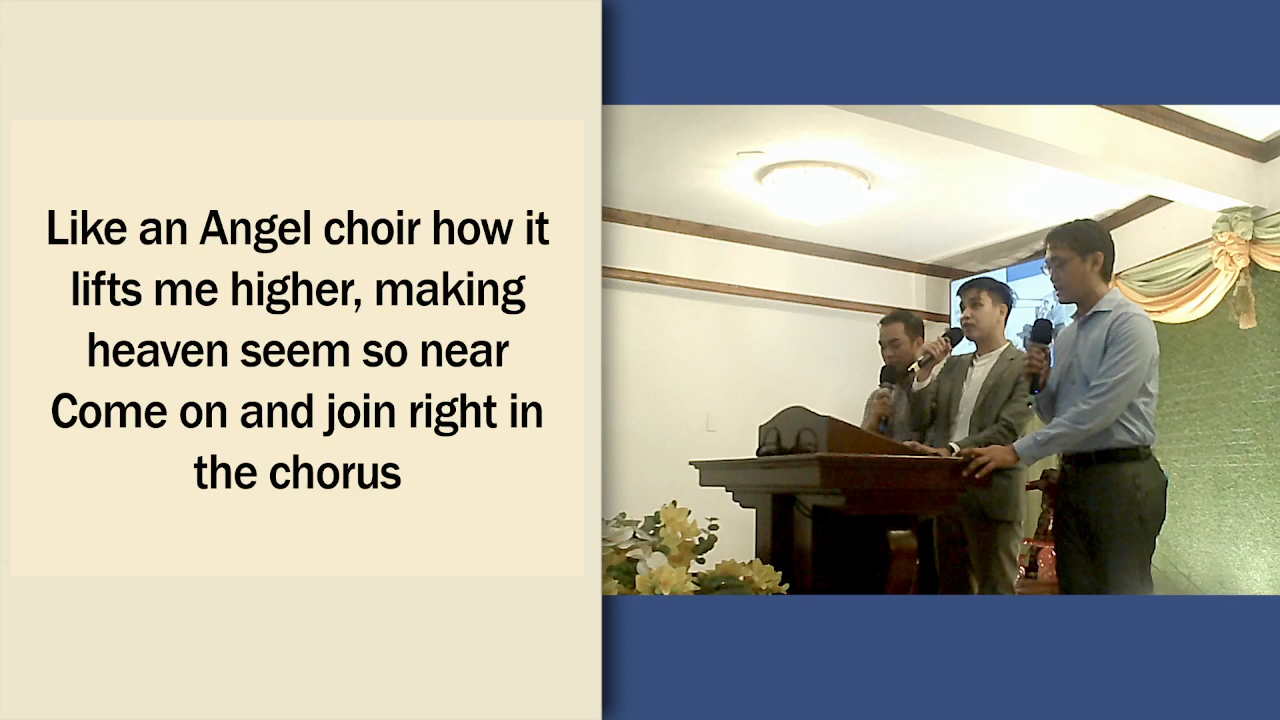 Like an Angel choir how it
lifts me higher, making
heaven seem so near
Come on and join right in
the chorus